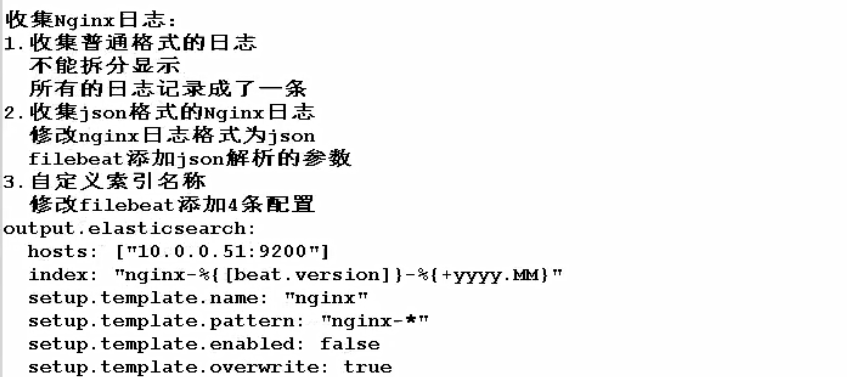 收集Nginx日志:
1.收集普通格式的日志
  不能拆分显示
  所有的日志记录成了一条
2.收集json格式的Nginx日志
  修改nginx日志格式为json
  filebeat添加json解析的参数
3.自定义索引名称
  修改filebeat添加4条配置
output.elasticsearch:
  hosts: ["10.0.0.51:9200"]
  index: "nginx-%{[beat.version]}-%{+yyyy.MM}"
  setup.template.name: "nginx"
  setup.template.pattern: "nginx-*"
  setup.template.enabled: false
  setup.template.overwrite: true